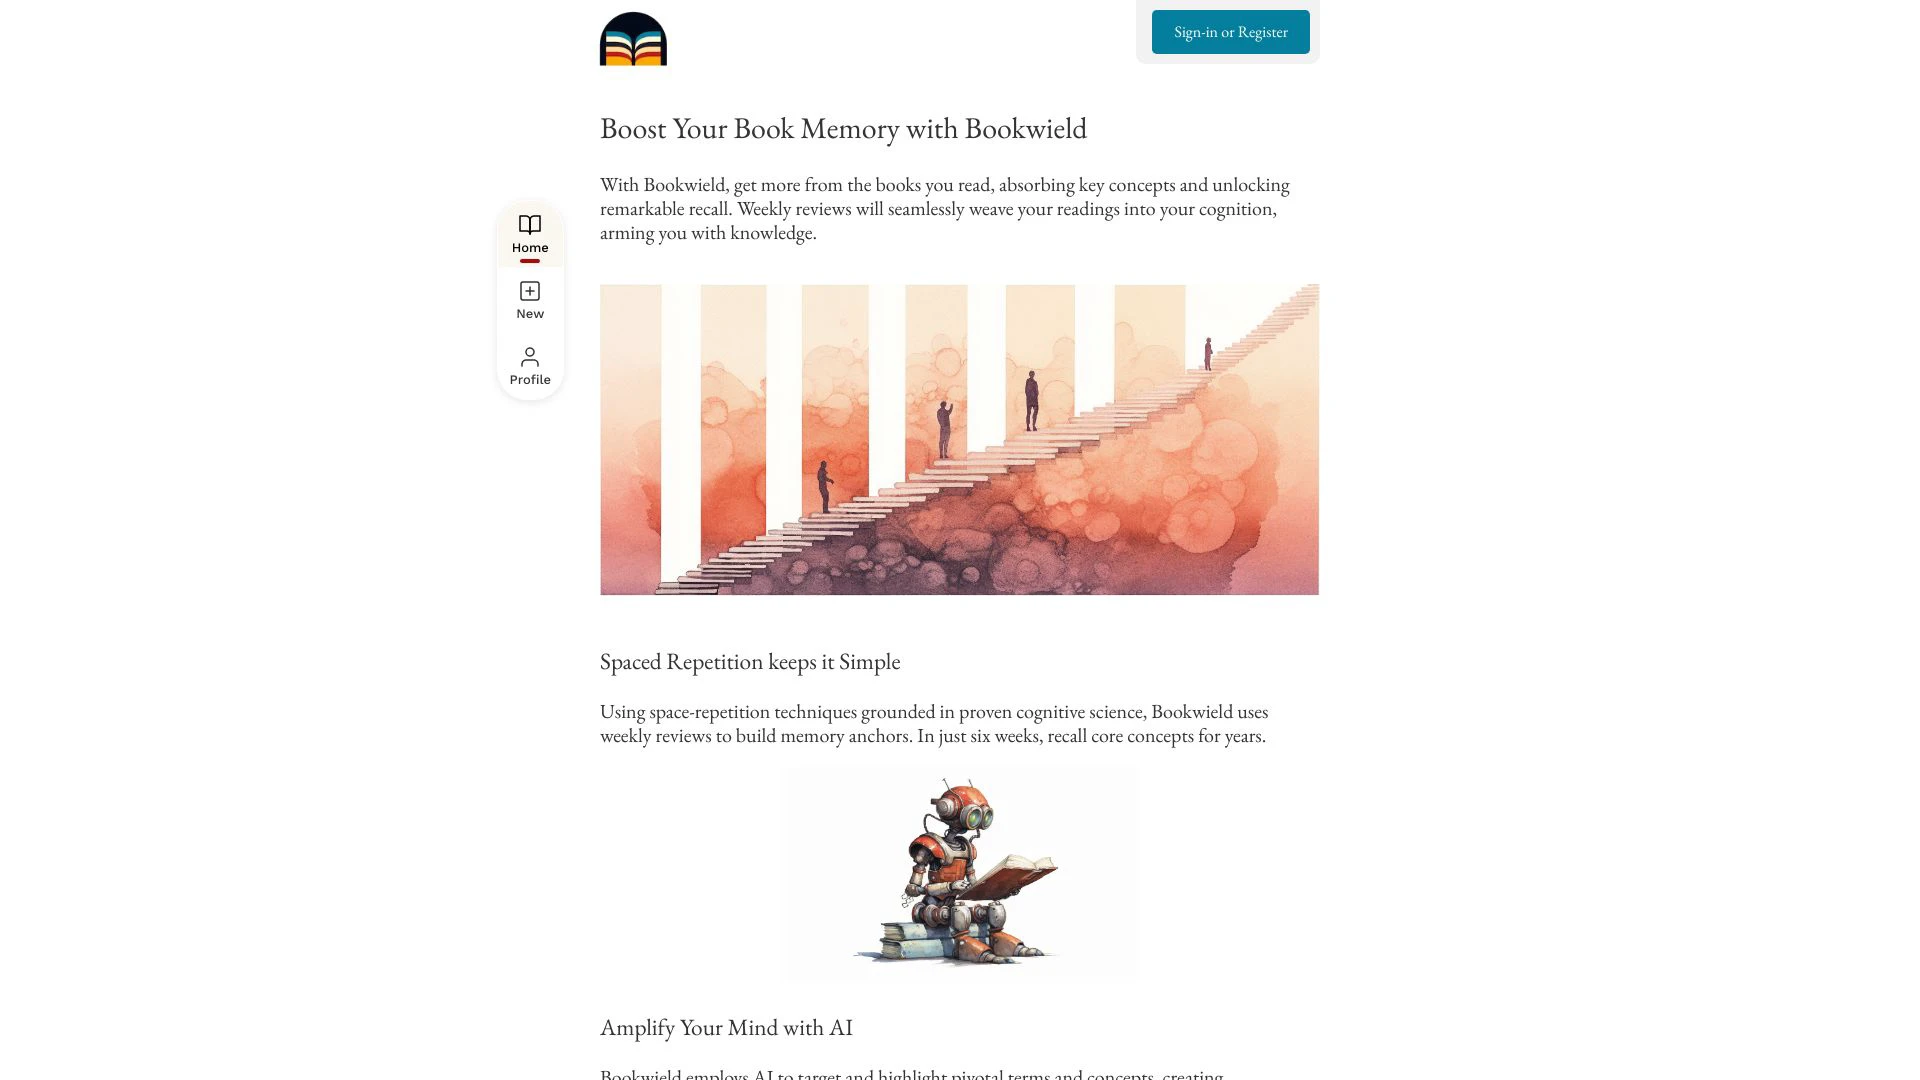 Sign-in or Register
Boost Your Book Memory with Bookwield
With Bookwield, get more from the books you read, absorbing key concepts and unlocking
remarkable recall. Weekly reviews will seamlessly weave your readings into your cognition,
arming you with knowledge.
Home
New
Profile
Spaced Repetition keeps it Simple
Using space-repetition techniques grounded in proven cognitive science, Bookwield uses
weekly reviews to build memory anchors. In just six weeks, recall core concepts for years.
Amplify Your Mind with AI
Bookwield employs AI to target and highlight pivotal terms and concepts, creating